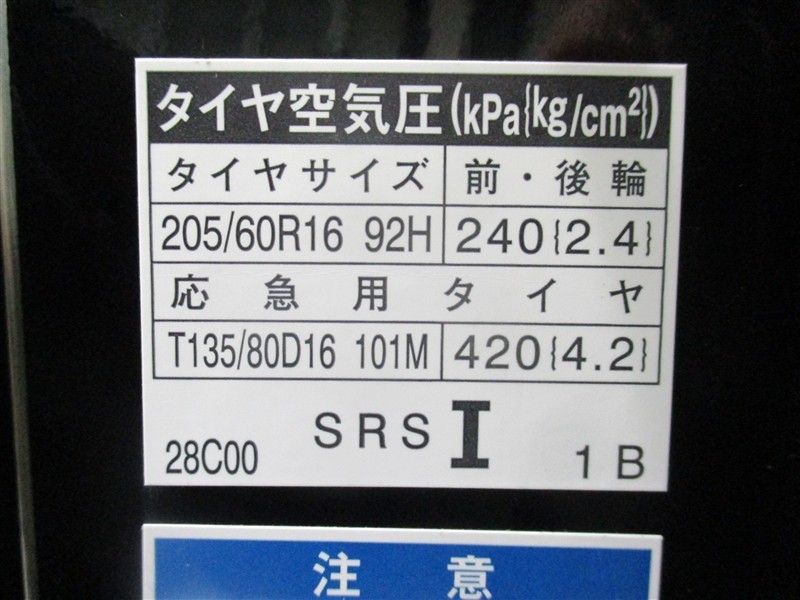 タイヤ空気圧(kPa{kg/cm²})
タイヤサイズ 前・後輪
205/60R16 92H 240{2.4}
応急用タイヤ
T135/80D16 101M 420{4.2}
SRS I
28C00 1B
注意